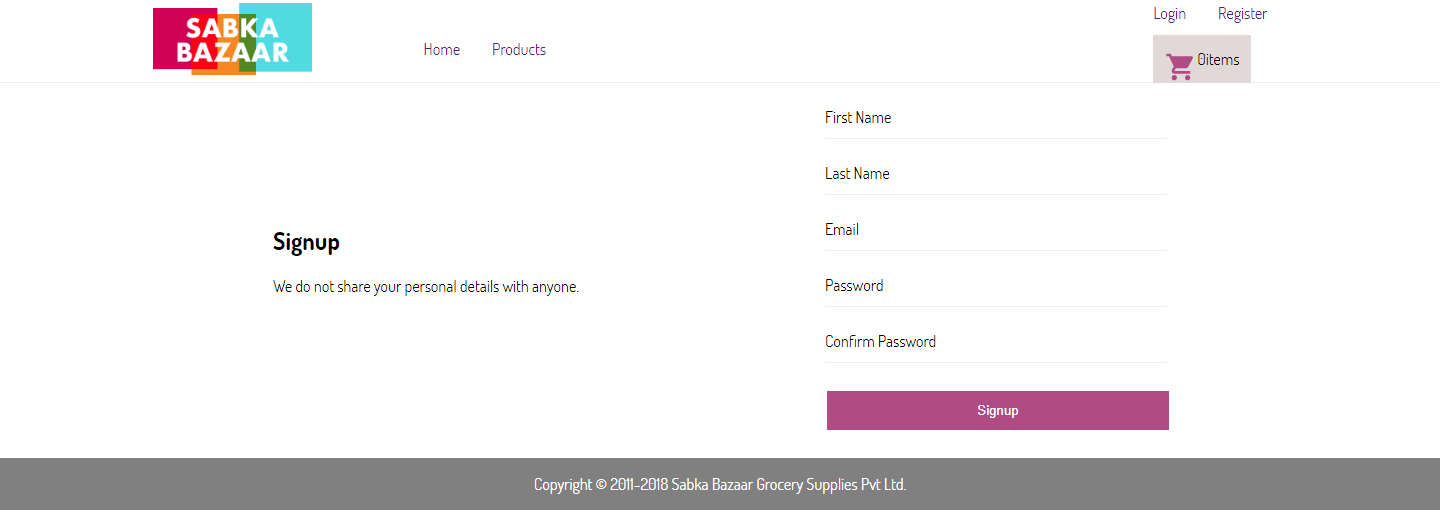 SABKA
BAZAAR
Home
Products
Login
Register
0items
Signup
We do not share your personal details with anyone.
First Name
Last Name
Email
Password
Confirm Password
Signup
Copyright © 2011-2018 Sabka Bazaar Grocery Supplies Pvt Ltd.